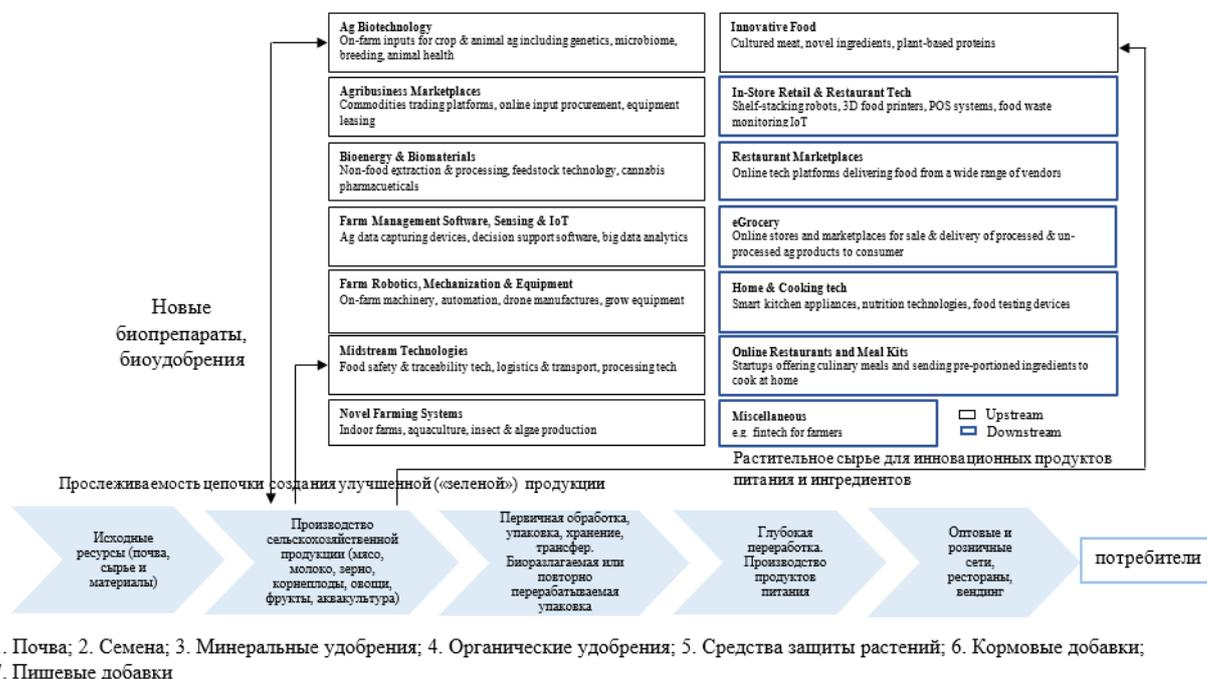 Ag Biotechnology
On-farm inputs for crop & animal ag including genetics, microbiome,
breeding, animal health
Agribusiness Marketplaces
Commodities trading platforms, online input procurement, equipment
leasing
Bioenergy & Biomaterials
Non-food extraction & processing, feedstock technology, cannabis
pharmacueticals
Farm Management Software, Sensing & IoT
Ag data capturing devices, decision support software, big data analytics
Farm Robotics, Mechanization & Equipment
On-farm machinery, automation, drone manufactures, grow equipment
Midstream Technologies
Food safety & traceability tech, logistics & transport, processing tech
Novel Farming Systems
Indoor farms, aquaculture, insect & algae production
Innovative Food
Cultured meat, novel ingredients, plant-based proteins
In-Store Retail & Restaurant Tech
Shelf-stacking robots, 3D food printers, POS systems, food waste
monitoring IoT
Restaurant Marketplaces
Online tech platforms delivering food from a wide range of vendors
eGrocery
Online stores and marketplaces for sale & delivery of processed & un-
processed ag products to consumer
Home & Cooking tech
Smart kitchen appliances, nutrition technologies, food testing devices
Online Restaurants and Meal Kits
Startups offering culinary meals and sending pre-portioned ingredients to
cook at home
Miscellaneous
e.g. fintech for farmers
Upstream
Downstream
Новые
биопрепараты,
биоудобрения
Растительное сырье для инновационных продуктов
питания и ингредиентов
Прослеживаемость цепочки создания улучшенной («зеленой») продукции
Исходные
ресурсы (почва,
сырье и
материалы)
Производство
сельскохозяйственной
продукции (мясо,
молоко, зерно,
корнеплоды, овощи,
фрукты, аквакультура)
Первичная обработка,
упаковка, хранение,
трансфер.
Биоразлагаемая или
повторно
перерабатываемая
упаковка
Глубокая
переработка.
Производство
продуктов
питания
Оптовые и
розничные
сети,
рестораны,
вендинг
потребители
. Почва; 2. Семена; 3. Минеральные удобрения; 4. Органические удобрения; 5. Средства защиты растений; 6. Кормовые добавки;
. Пищевые добавки